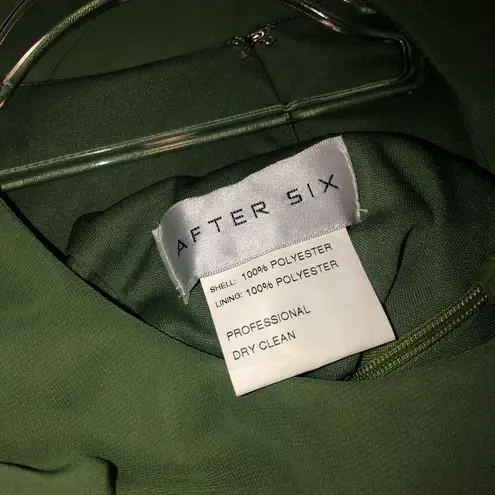 AFTER SIX
SHELL: 100% POLYESTER
LINING: 100% POLYESTER
PROFESSIONAL
DRY CLEAN